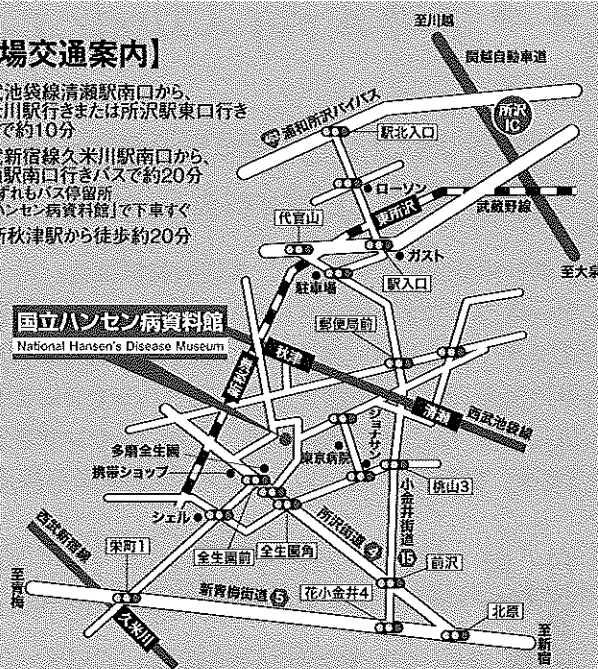 場交通案内】
池袋線清瀬駅南口から、
川駅行きまたは所沢駅東口行き
で約10分
新宿線久米川駅南口から、
駅南口行きバスで約20分
ずれもバス停留所
ハンセン病資料館」で下車すぐ
新秋津駅から徒歩約20分
至川越
関越自動車道
浦和所沢バイパス
駅北入口
所沢
IC
ローソン
東所沢
武蔵野線
代官山
ガスト
駐車場
駅入口
至大泉
国立ハンセン病資料館
National Hansen's Disease Museum
郵便局前
秋津
新秋津
清瀬
西武池袋線
ジョナサン
多磨全生園
東京病院
携帯ショップ
桃山3
小金井街道
15
シェル
所沢街道
4
西武新宿線
栄町1
全生園前
全生園角
前沢
至青梅
新青梅街道
5
花小金井4
北原
久米川
至新宿